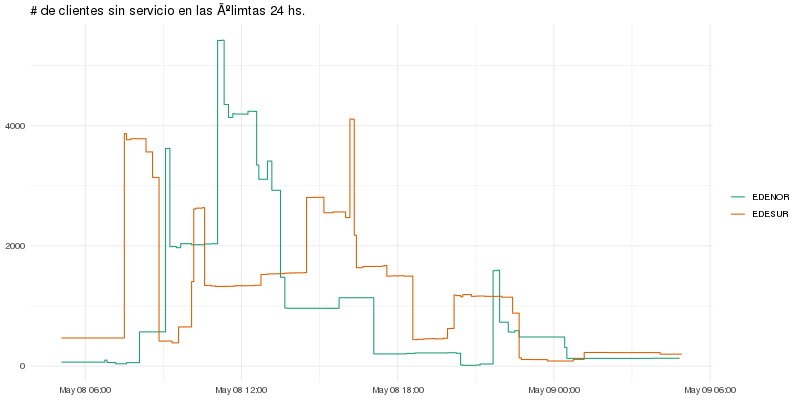 # de clientes sin servicio en las Ãºlimtas 24 hs.
4000
2000
0
May 08 06:00
May 08 12:00
May 08 18:00
May 09 00:00
May 09 06:00
EDENOR
EDESUR